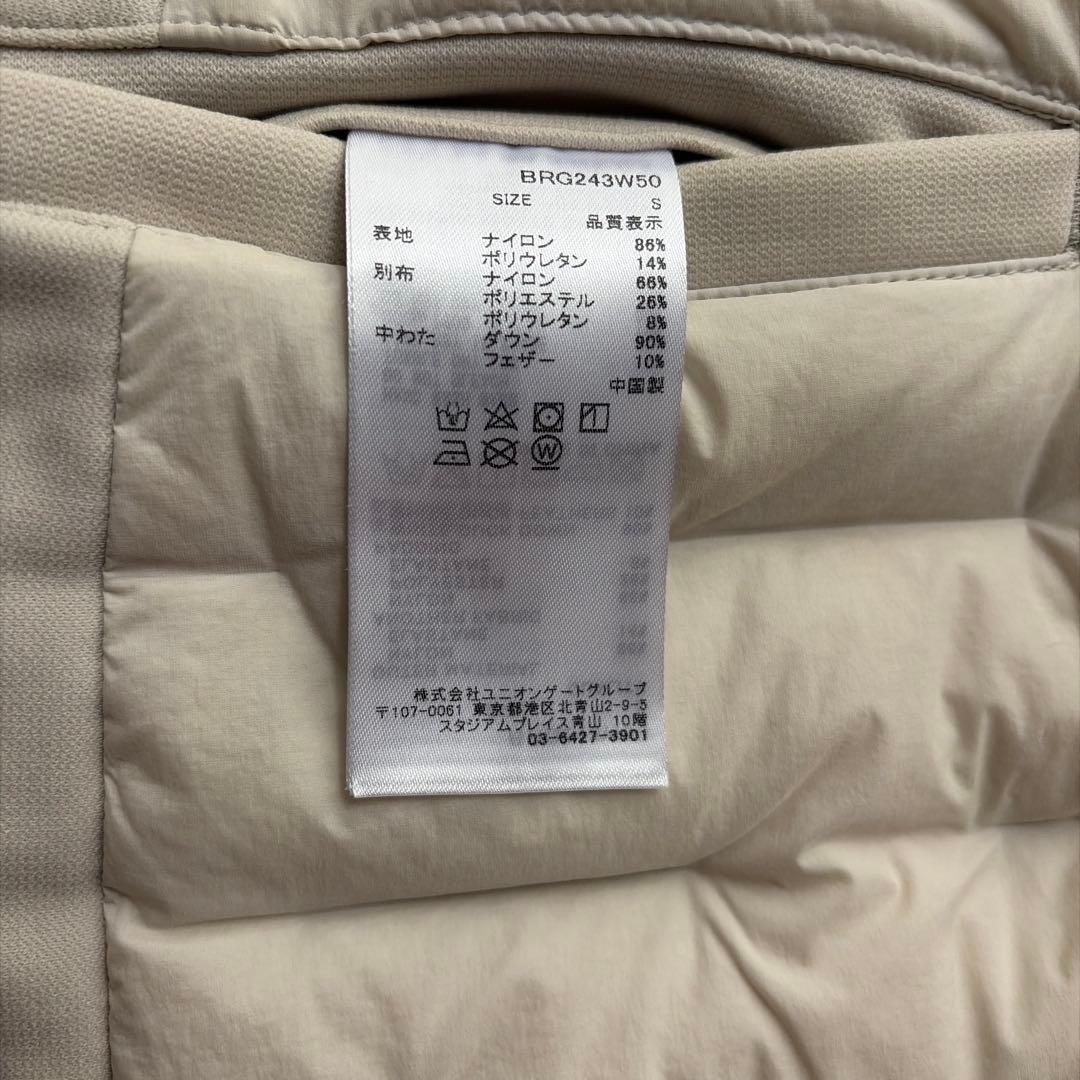 BRG243W50
SIZE S
品質表示
表地 ナイロン 86%
ポリウレタン 14%
別布 ナイロン 66%
ポリエステル 26%
ポリウレタン 8%
中わた ダウン 90%
フェザー 10%
中国製
W
株式会社ユニオンゲートグループ
〒107-0061 東京都港区北青山2-9-5
スタジアムプレイス青山 10階
03-6427-3901